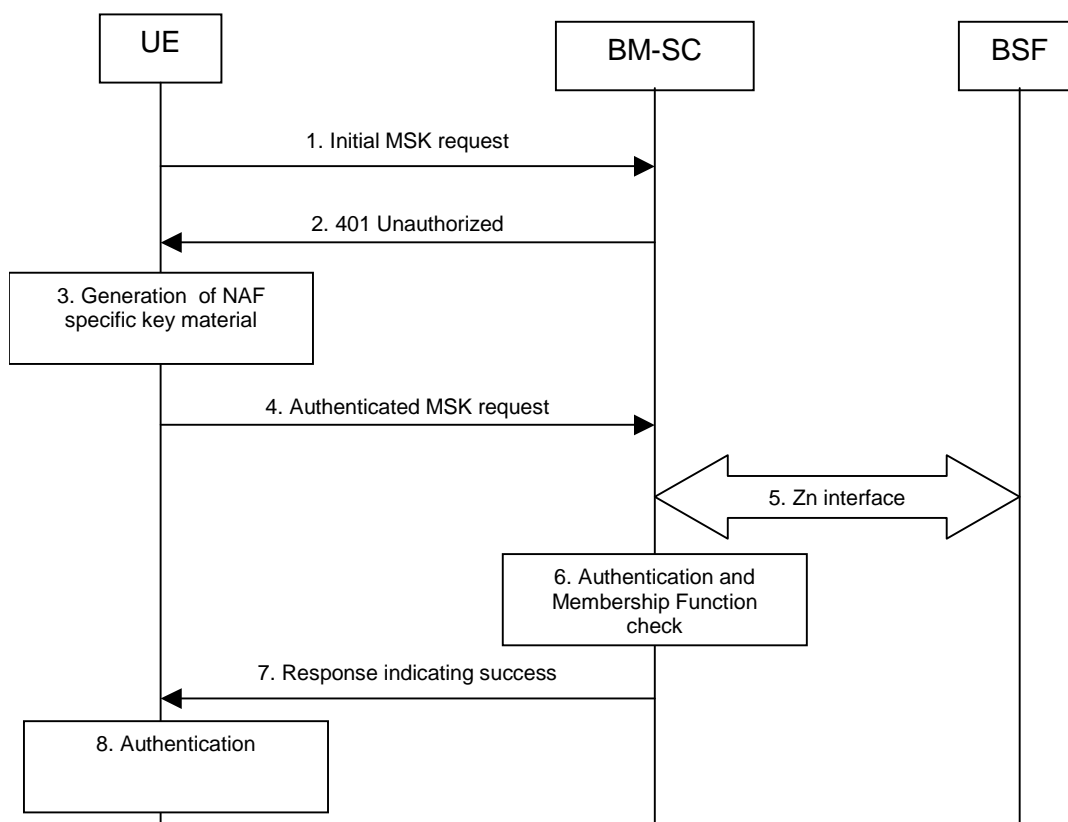 UE
BM-SC
BSF
1. Initial MSK request
2. 401 Unauthorized
3. Generation of NAF
specific key material
4. Authenticated MSK request
5. Zn interface
6. Authentication and
Membership Function
check
7. Response indicating success
8. Authentication